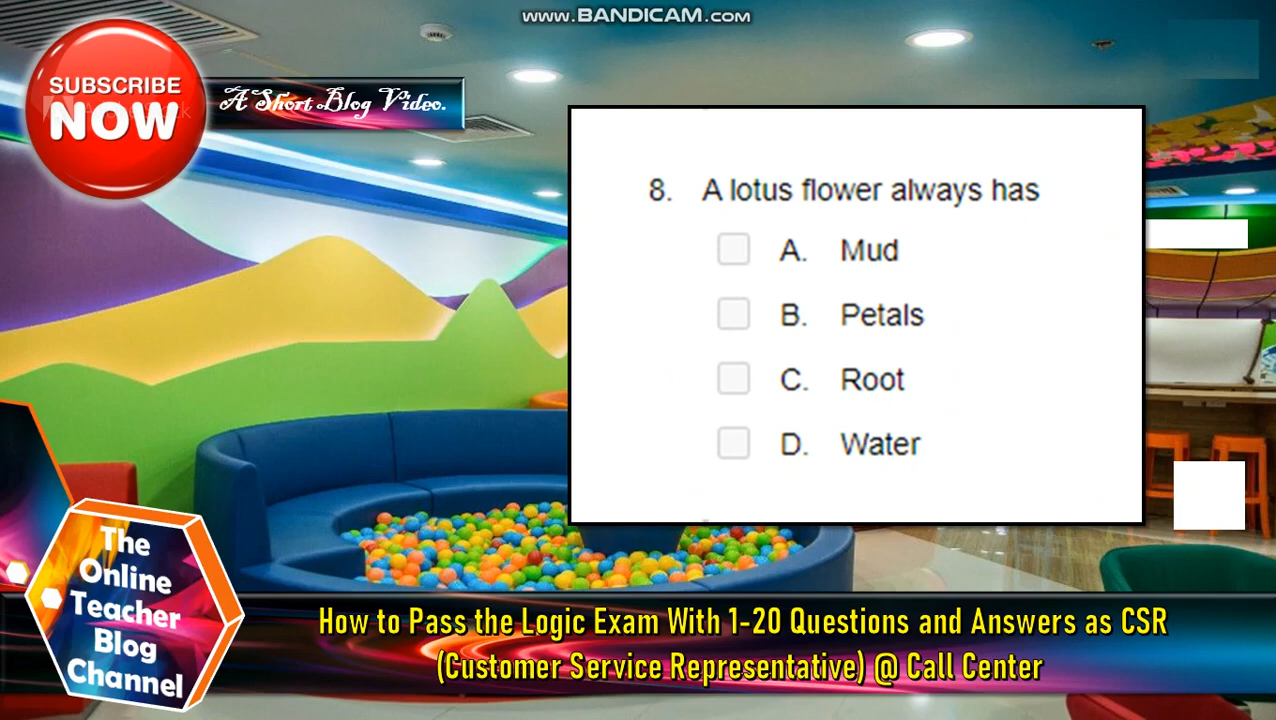 www.BANDICAM.com
SUBSCRIBE
NOW
A Short Blog Video.
8. A lotus flower always has
A. Mud
B. Petals
C. Root
D. Water
The
Online
Teacher
Blog
Channel
How to Pass the Logic Exam With 1-20 Questions and Answers as CSR
(Customer Service Representative) @ Call Center